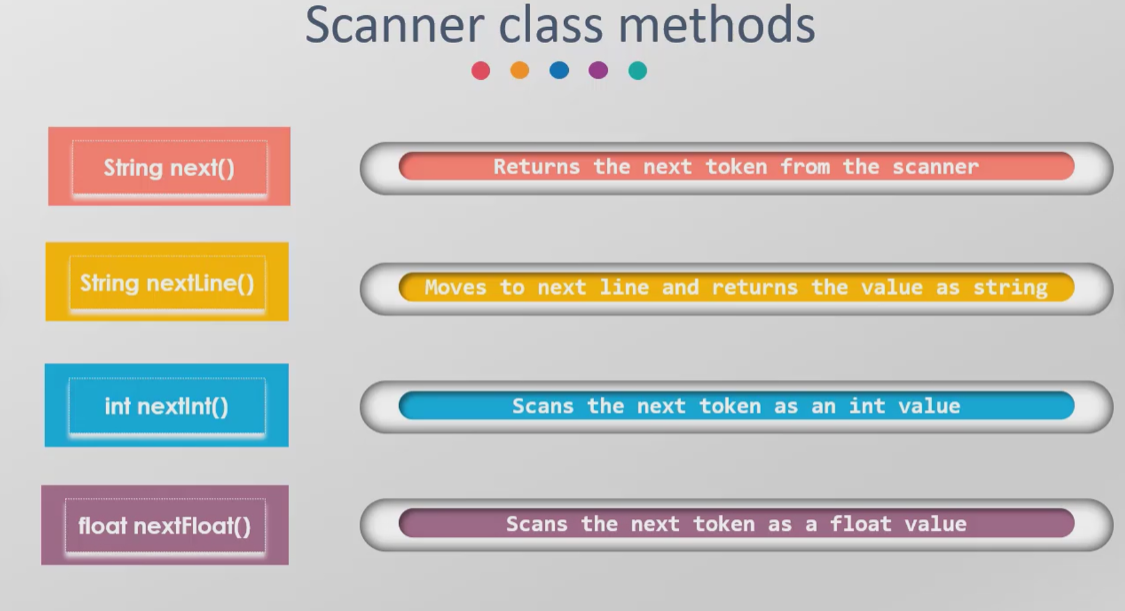 Scanner class methods
String next()
Returns the next token from the scanner
String nextLine()
Moves to next line and returns the value as string
int nextInt()
Scans the next token as an int value
float nextFloat()
Scans the next token as a float value